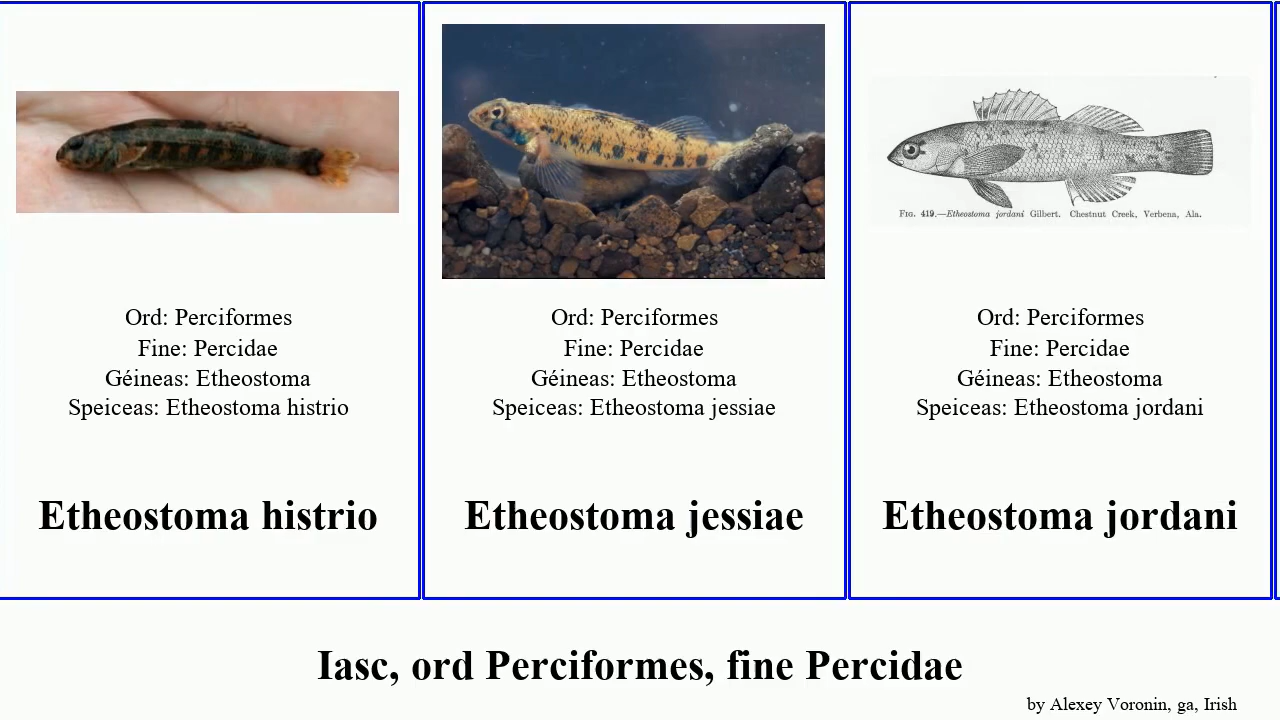 FIG. 419.—Etheostoma jordani Gilbert. Chestnut Creek, Verbena, Ala.
Ord: Perciformes
Fine: Percidae
Géineas: Etheostoma
Speiceas: Etheostoma histrio
Etheostoma histrio
Ord: Perciformes
Fine: Percidae
Géineas: Etheostoma
Speiceas: Etheostoma jessiae
Etheostoma jessiae
Ord: Perciformes
Fine: Percidae
Géineas: Etheostoma
Speiceas: Etheostoma jordani
Etheostoma jordani
Iasc, ord Perciformes, fine Percidae
by Alexey Voronin, ga, Irish